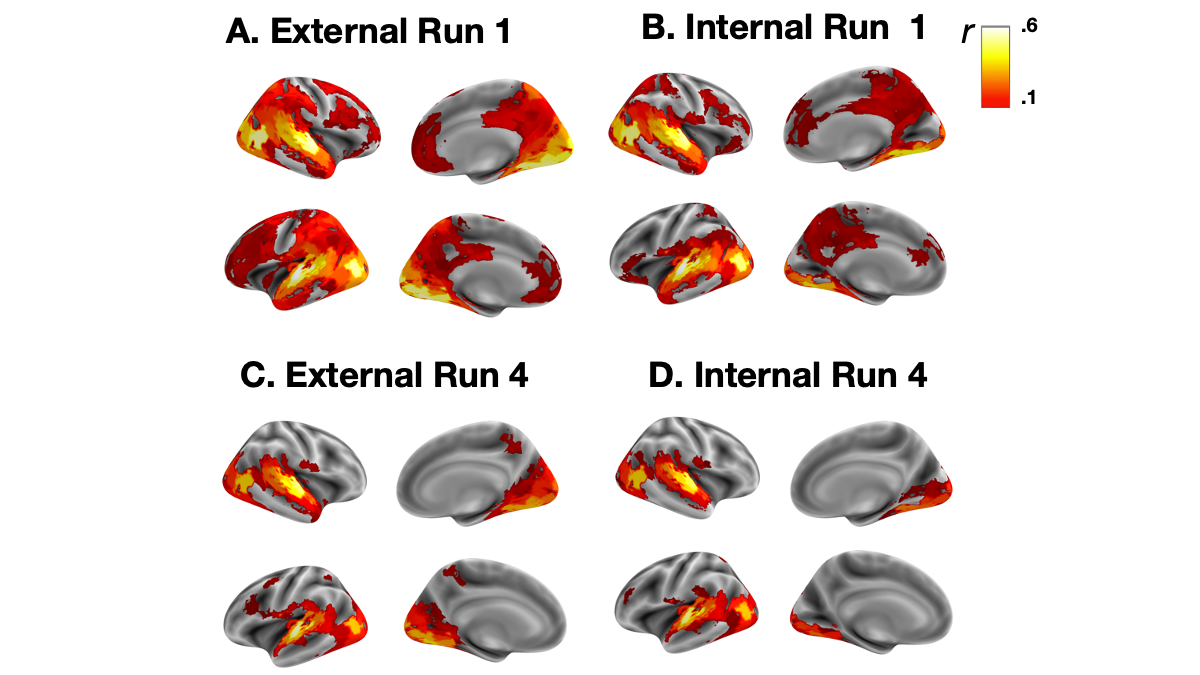 A. External Run 1
B. Internal Run 1
r
.6
.1
C. External Run 4
D. Internal Run 4